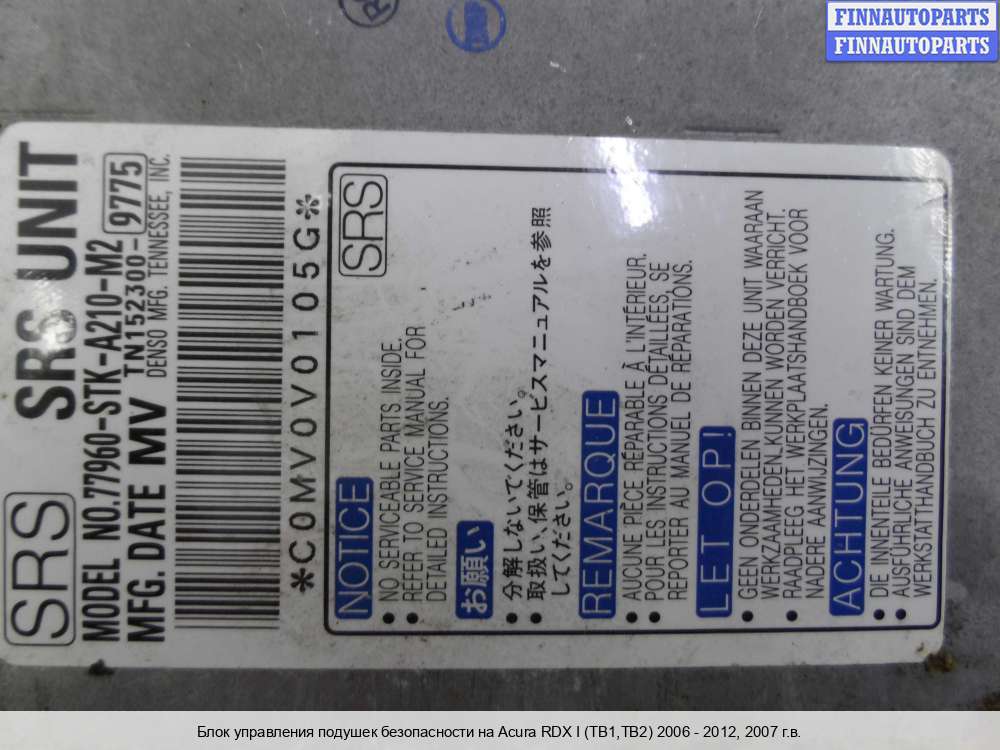 FINNAUTOPARTS
FINNAUTOPARTS
SRS SRS UNIT
MODEL NO.77960-STK-A210-M2
MFG. DATE MV TN152300-9775
DENSO MFG. TENNESSEE, INC.
*C0MV0V0105G*
NOTICE SRS
• NO SERVICEABLE PARTS INSIDE.
• REFER TO SERVICE MANUAL FOR
DETAILED INSTRUCTIONS.
お願い
• 分解しないでください。
• 取扱い、保管はサービスマニュアルを参照
してください。
REMARQUE
• AUCUNE PIÈCE RÉPARABLE À L'INTÉRIEUR.
• POUR LES INSTRUCTIONS DÉTAILLÉES, SE
REPORTER AU MANUEL DE RÉPARATIONS.
LET OP!
• GEEN ONDERDELEN BINNEN DEZE UNIT WAARAAN
WERKZAAMHEDEN KUNNEN WORDEN VERRICHT.
• RAADPLEEG HET WERKPLAATSHANDBOEK VOOR
NADERE AANWIJZINGEN.
ACHTUNG
• DIE INNENTEILE BEDÜRFEN KEINER WARTUNG.
• AUSFÜHRLICHE ANWEISUNGEN SIND DEM
WERKSTATTHANDBUCH ZU ENTNEHMEN.
Блок управления подушек безопасности на Acura RDX I (TB1,TB2) 2006 - 2012, 2007 г.в.